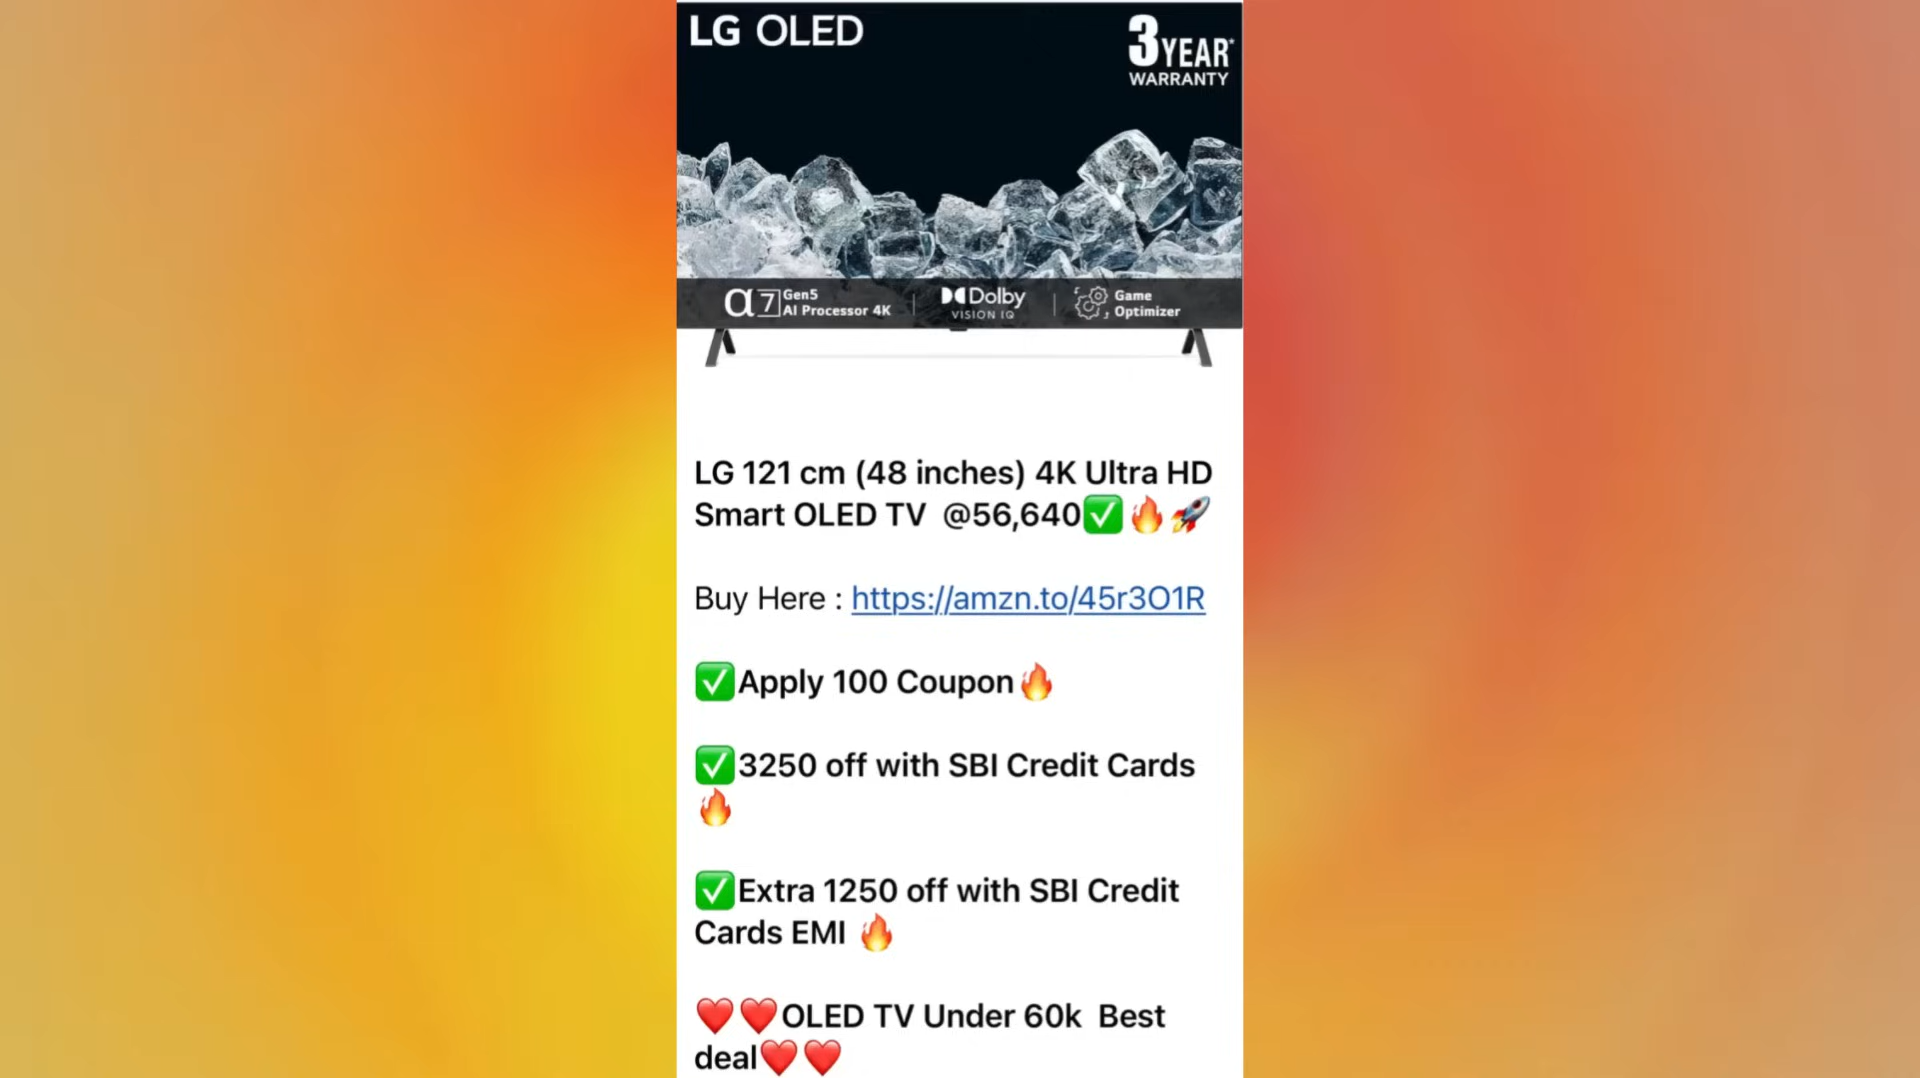 LG OLED
3 YEAR*
WARRANTY
α7 Gen5
AI Processor 4K
Dolby
VISION IQ
Game
Optimizer
LG 121 cm (48 inches) 4K Ultra HD
Smart OLED TV @56,640✅🔥🚀
Buy Here : https://amzn.to/45r3O1R
✅Apply 100 Coupon🔥
✅3250 off with SBI Credit Cards
🔥
✅Extra 1250 off with SBI Credit
Cards EMI 🔥
❤️❤️OLED TV Under 60k Best
deal❤️❤️